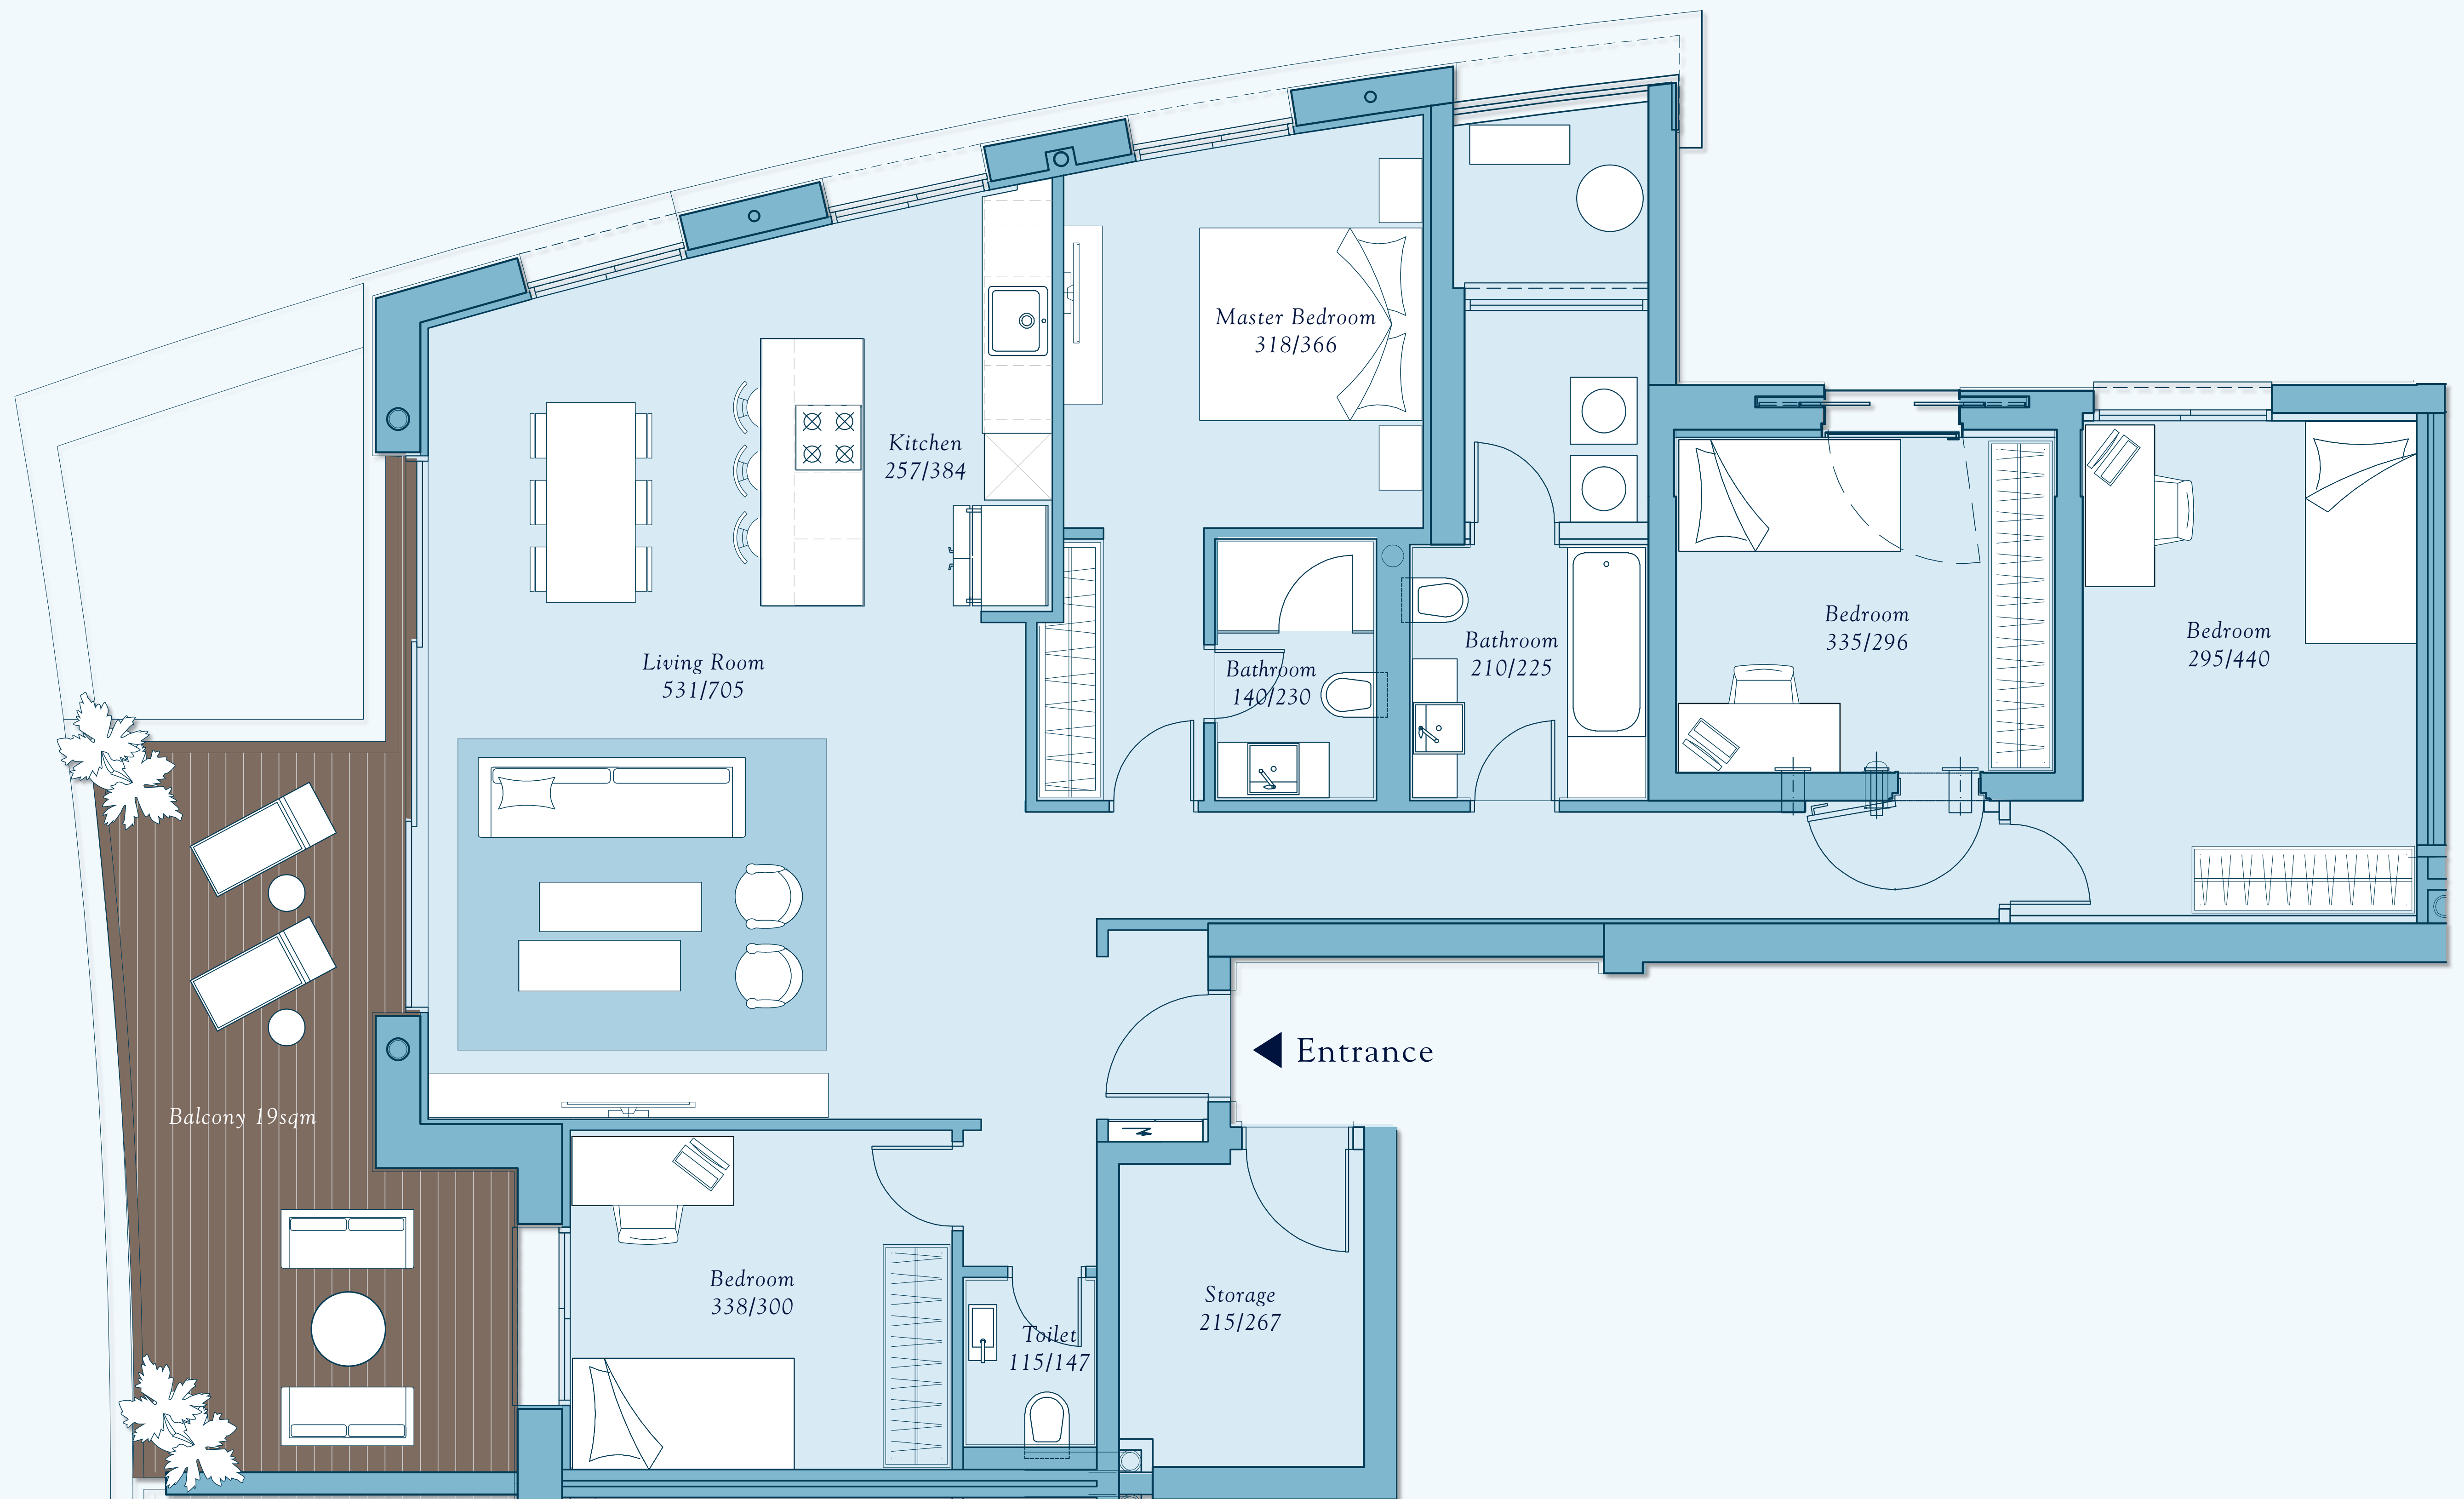 Master Bedroom
318/366
Kitchen
257/384
Living Room
531/705
Bathroom
140/230
Bathroom
210/225
Bedroom
335/296
Bedroom
295/440
Entrance
Balcony 19sqm
Bedroom
338/300
Toilet
115/147
Storage
215/267